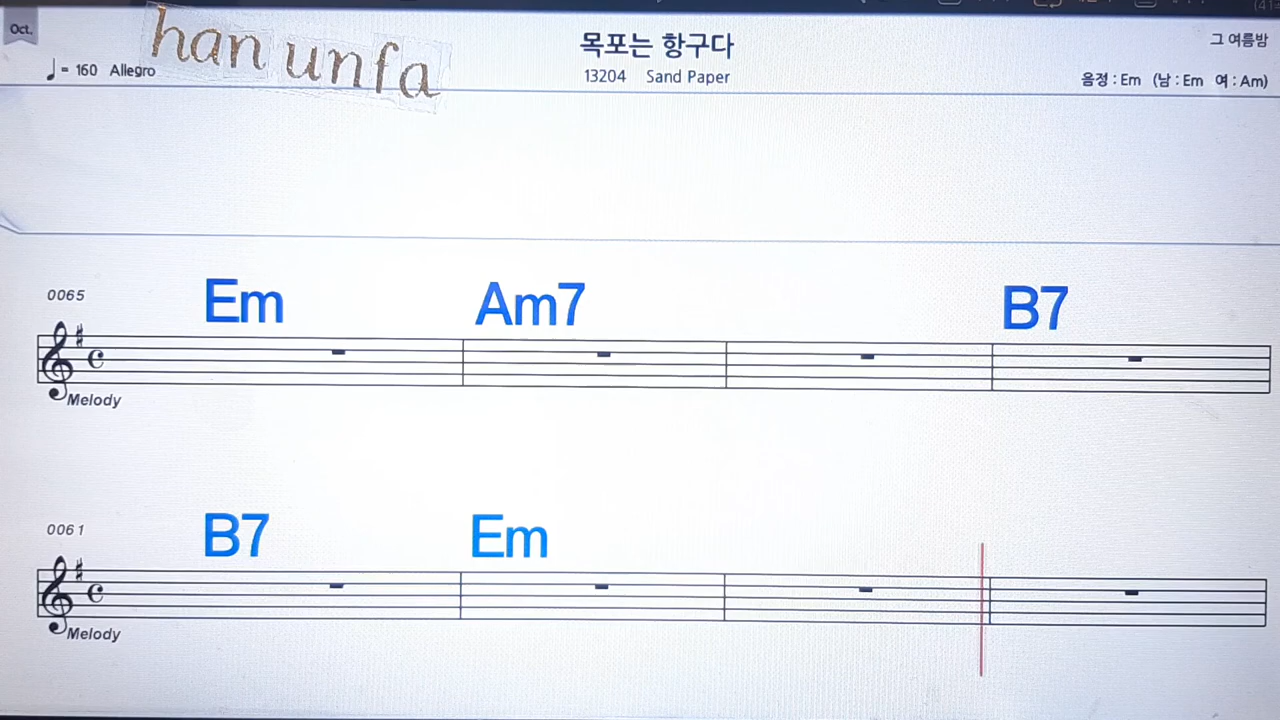 Oct.
han unfa
♩= 160 Allegro
목포는 항구다
13204 Sand Paper
그 여름밤
음정 : Em (남 : Em 여 : Am)
0065
Em Am7 B7
Melody
0061
B7 Em
Melody